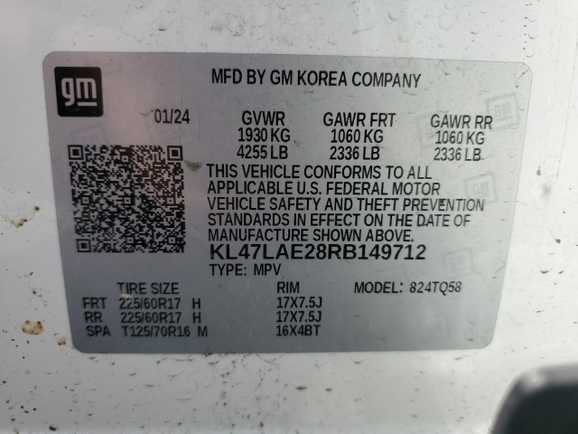 gm
MFD BY GM KOREA COMPANY
01/24 GVWR GAWR FRT GAWR RR
1930 KG 1060 KG 1060 KG
4255 LB 2336 LB 2336 LB
THIS VEHICLE CONFORMS TO ALL
APPLICABLE U.S. FEDERAL MOTOR
VEHICLE SAFETY AND THEFT PREVENTION
STANDARDS IN EFFECT ON THE DATE OF
MANUFACTURE SHOWN ABOVE.
KL47LAE28RB149712
TYPE: MPV
TIRE SIZE RIM MODEL: 824TQ58
FRT 225/60R17 H 17X7.5J
RR 225/60R17 H 17X7.5J
SPA T125/70R16 M 16X4BT